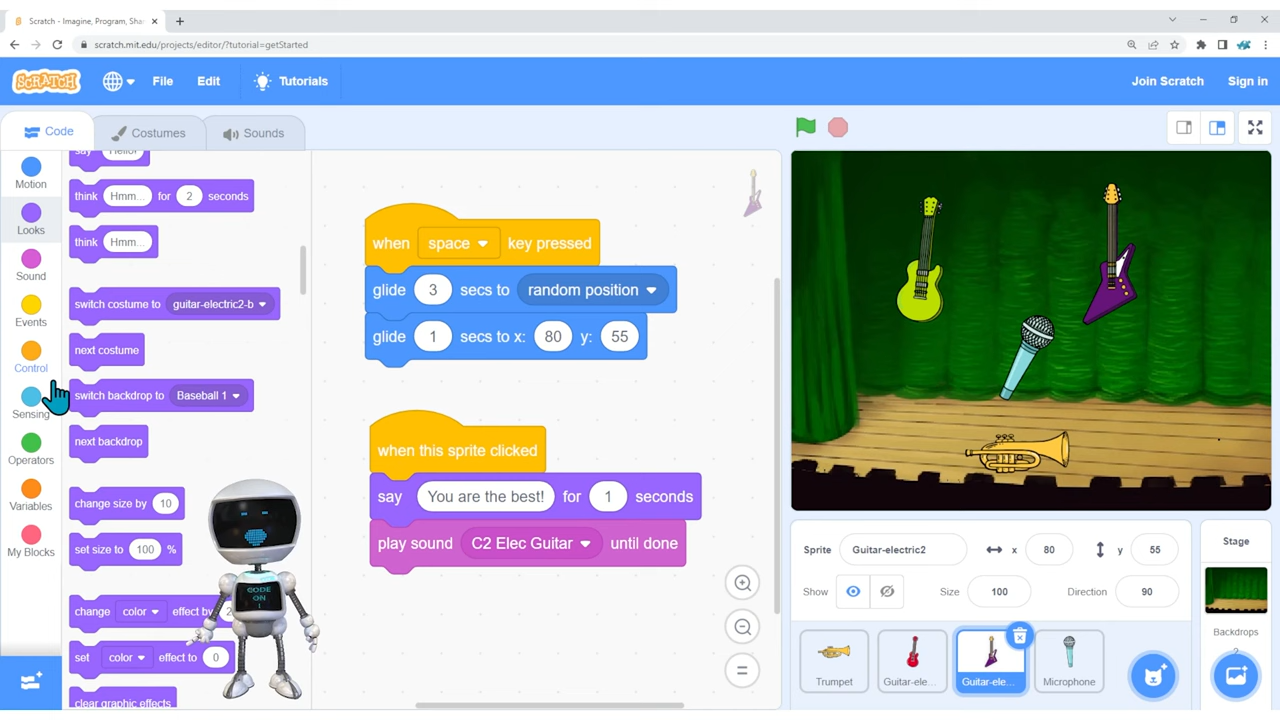 Scratch - Imagine, Program, Sha
scratch.mit.edu/projects/editor/?tutorial=getStarted
SCRATCH
File
Edit
Tutorials
Join Scratch
Sign in
Code
Costumes
Sounds
Motion
Looks
Sound
Events
Control
Sensing
Operators
Variables
My Blocks
say Hello!
think Hmm... for 2 seconds
think Hmm...
switch costume to guitar-electric2-b
next costume
switch backdrop to Baseball 1
next backdrop
change size by 10
set size to 100 %
change color effect by 2
set color effect to 0
clear graphic effects
CODE
ON
!
when space key pressed
glide 3 secs to random position
glide 1 secs to x: 80 y: 55
when this sprite clicked
say You are the best! for 1 seconds
play sound C2 Elec Guitar until done
Sprite Guitar-electric2 x 80 y 55
Show Size 100 Direction 90
Trumpet
Guitar-ele...
Guitar-ele...
Microphone
Stage
Backdrops
2